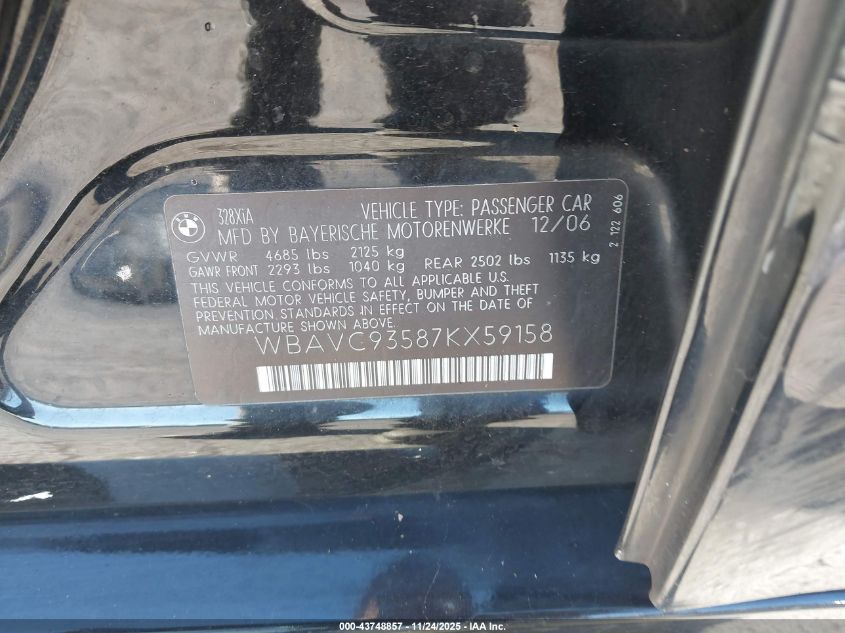 BMW
328XiA VEHICLE TYPE: PASSENGER CAR
MFD BY BAYERISCHE MOTORENWERKE 12/06
GVWR 4685 lbs 2125 kg
GAWR FRONT 2293 lbs 1040 kg REAR 2502 lbs 1135 kg
THIS VEHICLE CONFORMS TO ALL APPLICABLE U.S.
FEDERAL MOTOR VEHICLE SAFETY, BUMPER AND THEFT
PREVENTION STANDARDS IN EFFECT ON THE DATE OF
MANUFACTURE SHOWN ABOVE.
WBAVC93587KX59158
2 122 606
000-43748857 - 11/24/2025 - IAA, Inc.